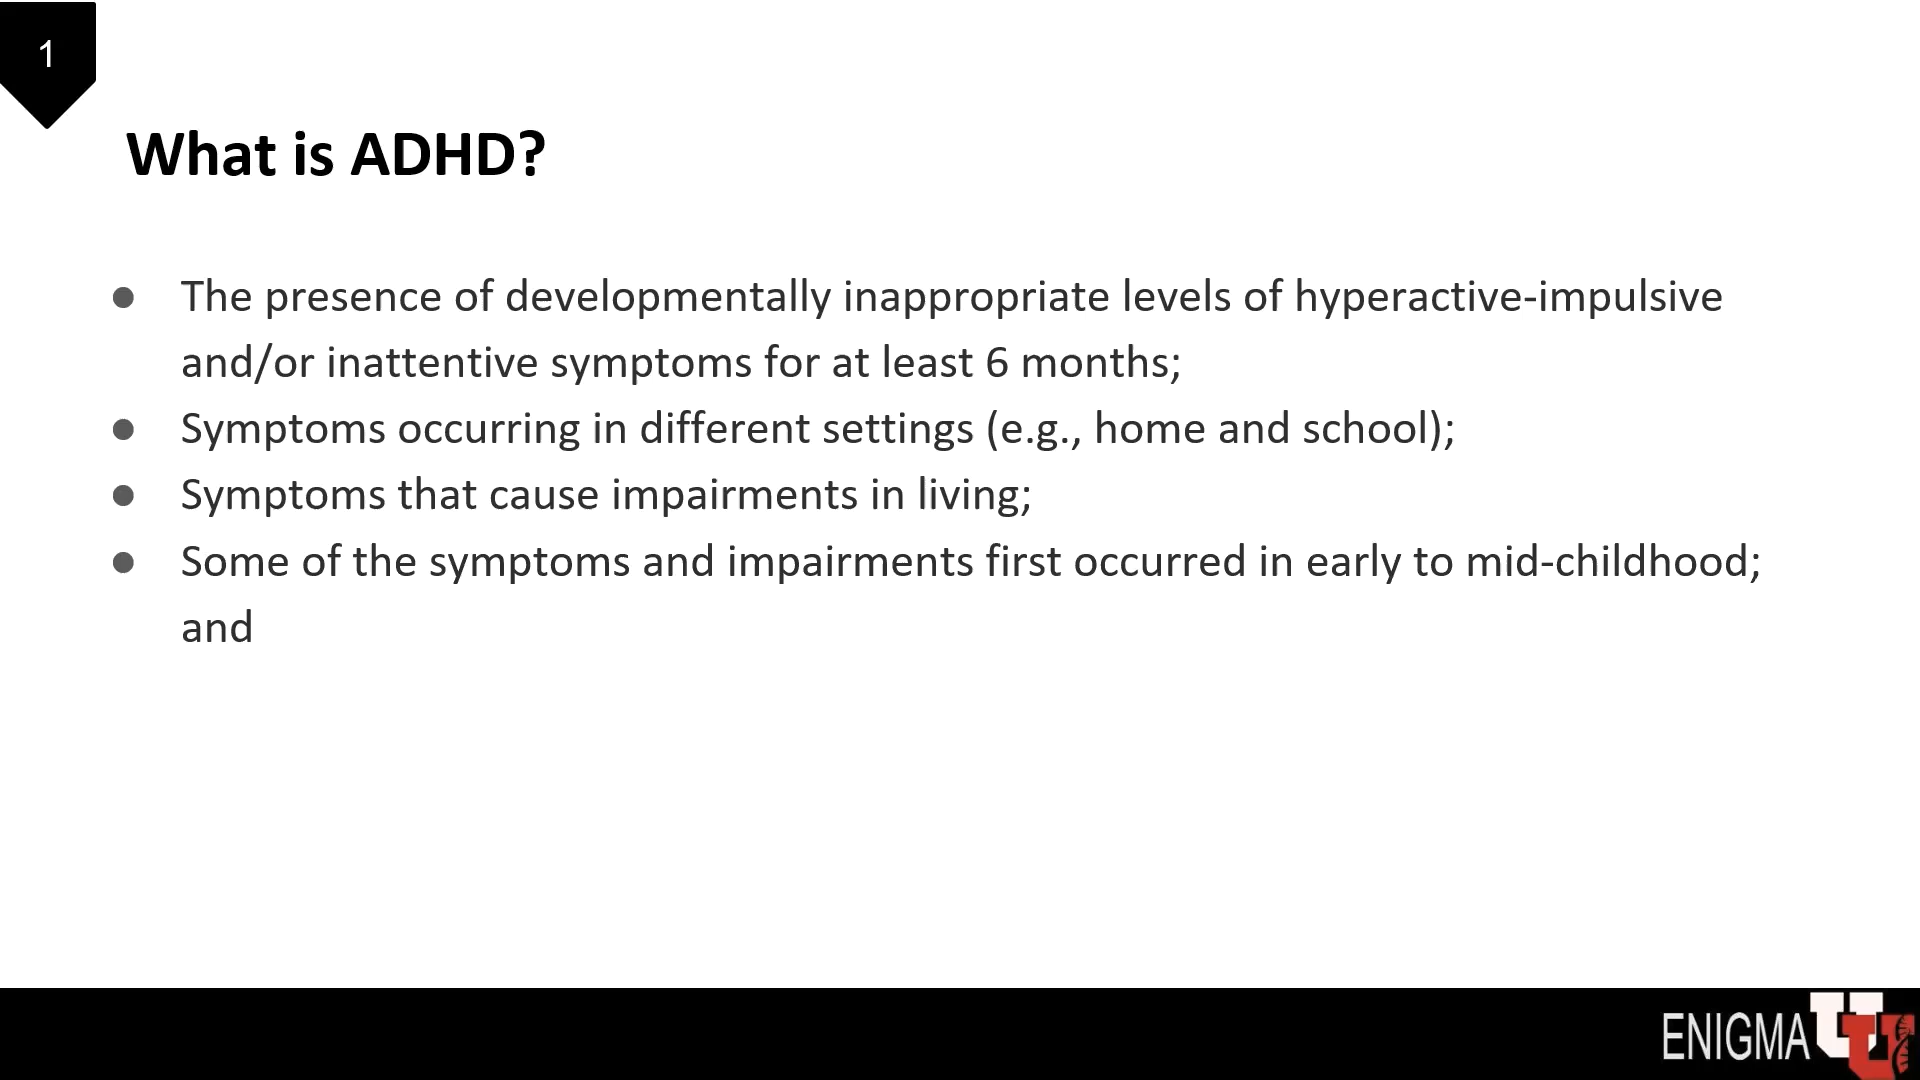 1
What is ADHD?
● The presence of developmentally inappropriate levels of hyperactive-impulsive
and/or inattentive symptoms for at least 6 months;
● Symptoms occurring in different settings (e.g., home and school);
● Symptoms that cause impairments in living;
● Some of the symptoms and impairments first occurred in early to mid-childhood;
and
ENIGMA U U